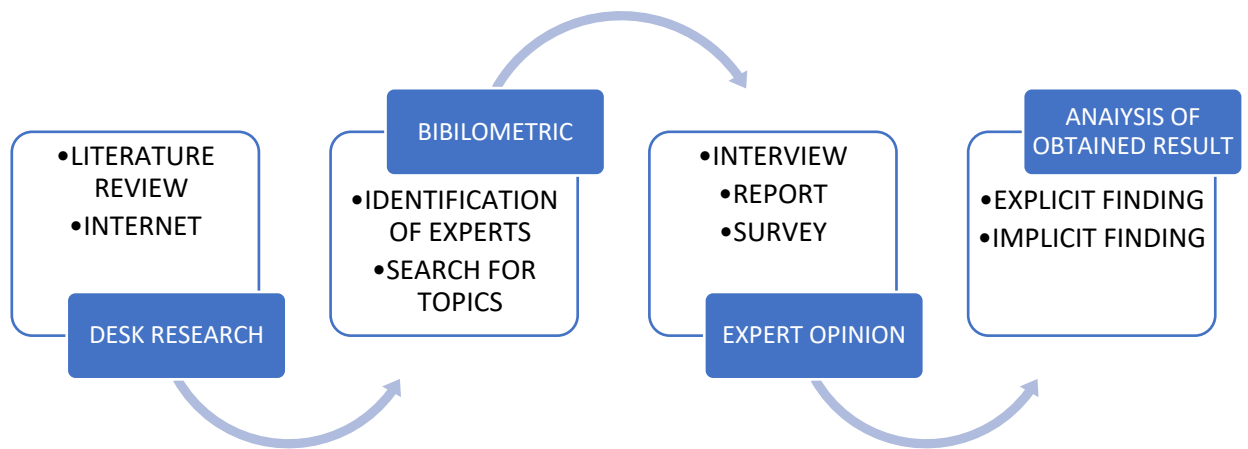 •LITERATURE
REVIEW
•INTERNET
DESK RESEARCH
BIBILOMETRIC
•IDENTIFICATION
OF EXPERTS
•SEARCH FOR
TOPICS
•INTERVIEW
•REPORT
•SURVEY
EXPERT OPINION
ANAIYSIS OF
OBTAINED RESULT
•EXPLICIT FINDING
•IMPLICIT FINDING